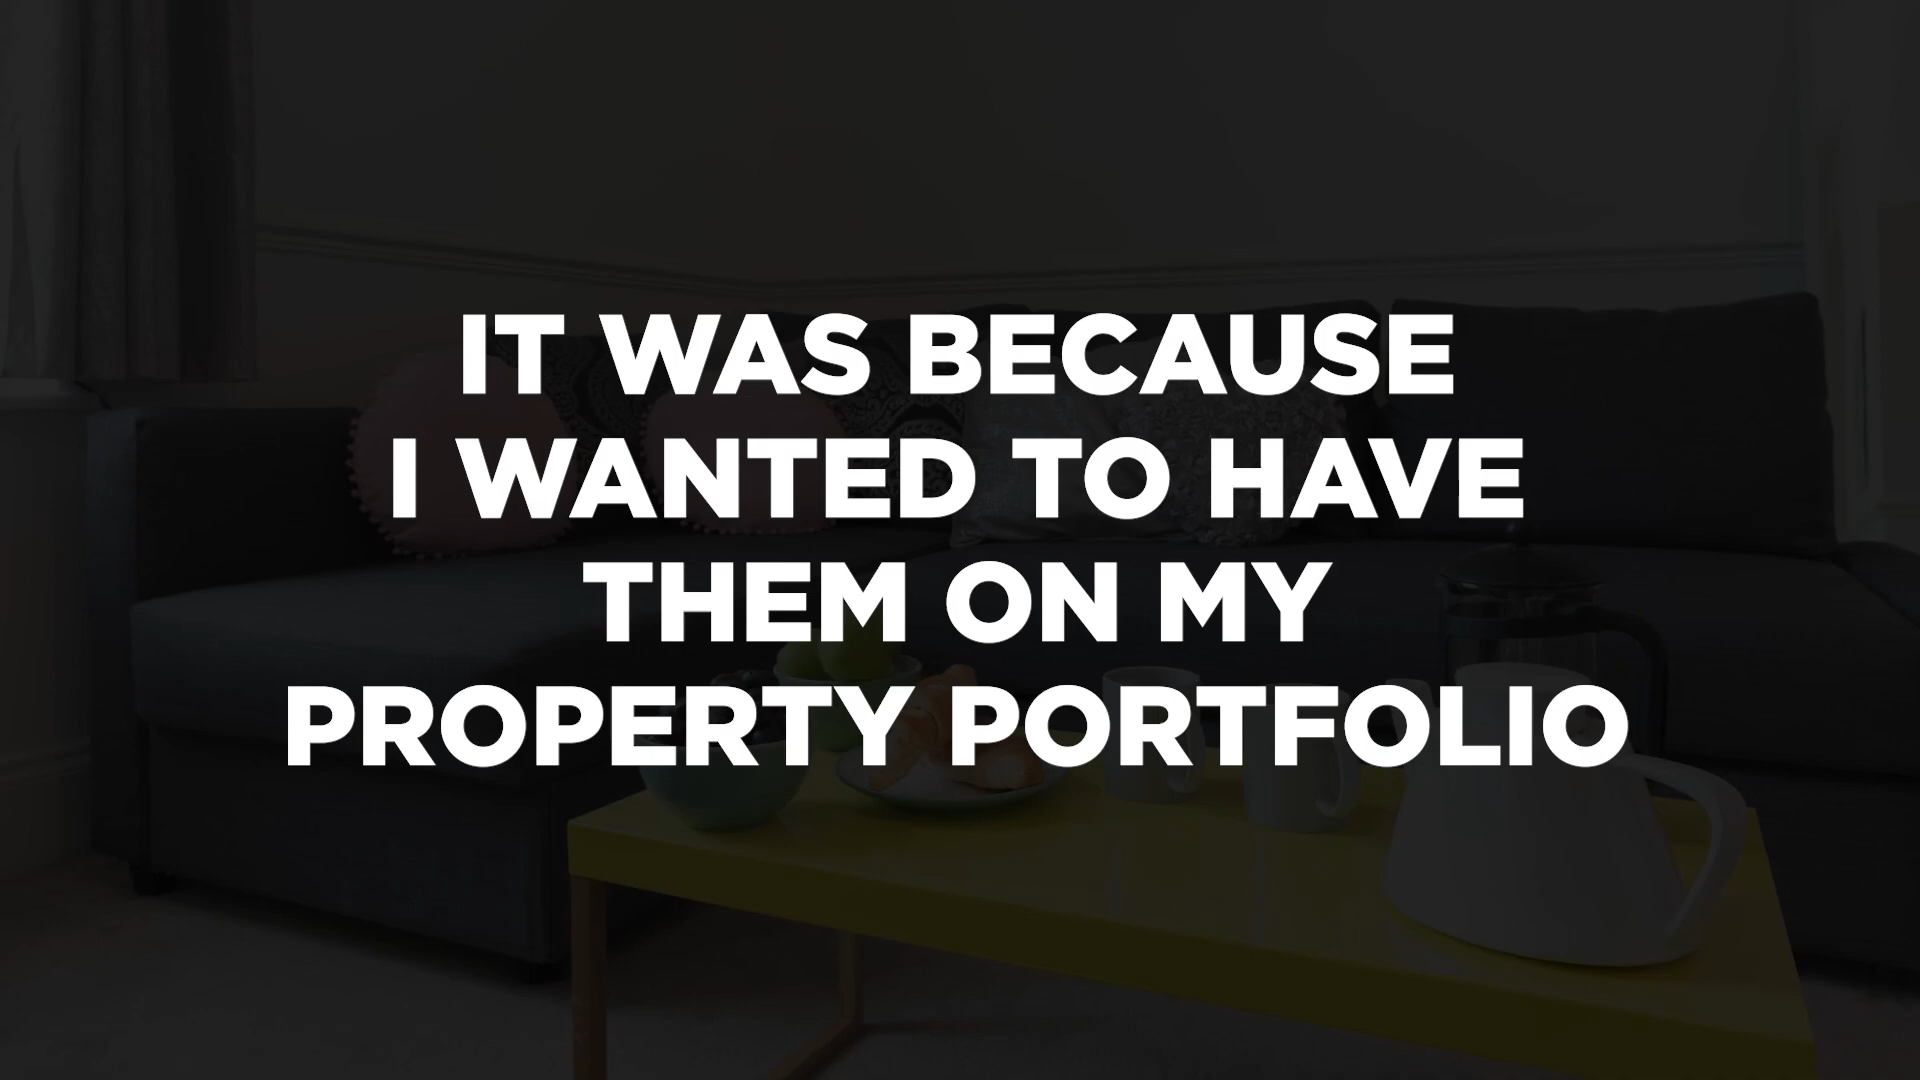 IT WAS BECAUSE
I WANTED TO HAVE
THEM ON MY
PROPERTY PORTFOLIO